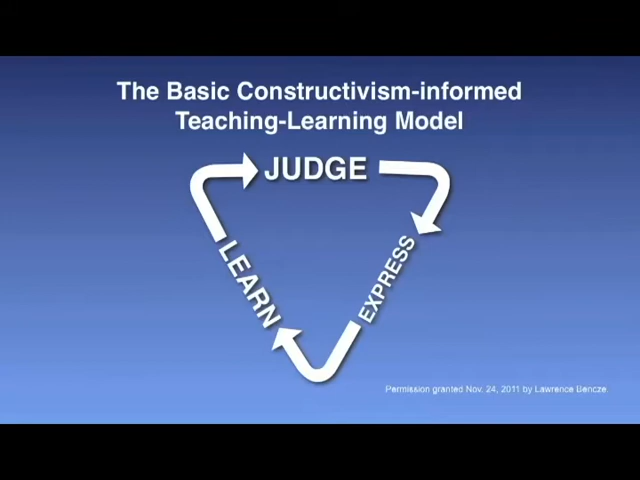 The Basic Constructivism-informed
Teaching-Learning Model
JUDGE
EXPRESS
LEARN
Permission granted Nov. 24, 2011 by Lawrence Bencze.